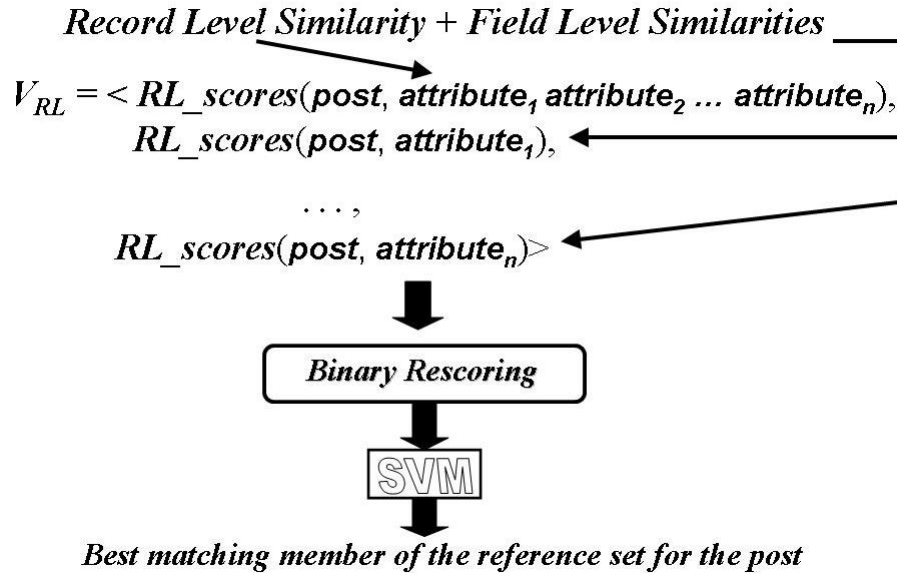 Record Level Similarity + Field Level Similarities
V_RL = < RL_scores(post, attribute_1 attribute_2 ... attribute_n),
RL_scores(post, attribute_1),
. . . ,
RL_scores(post, attribute_n)>
Binary Rescoring
SVM
Best matching member of the reference set for the post